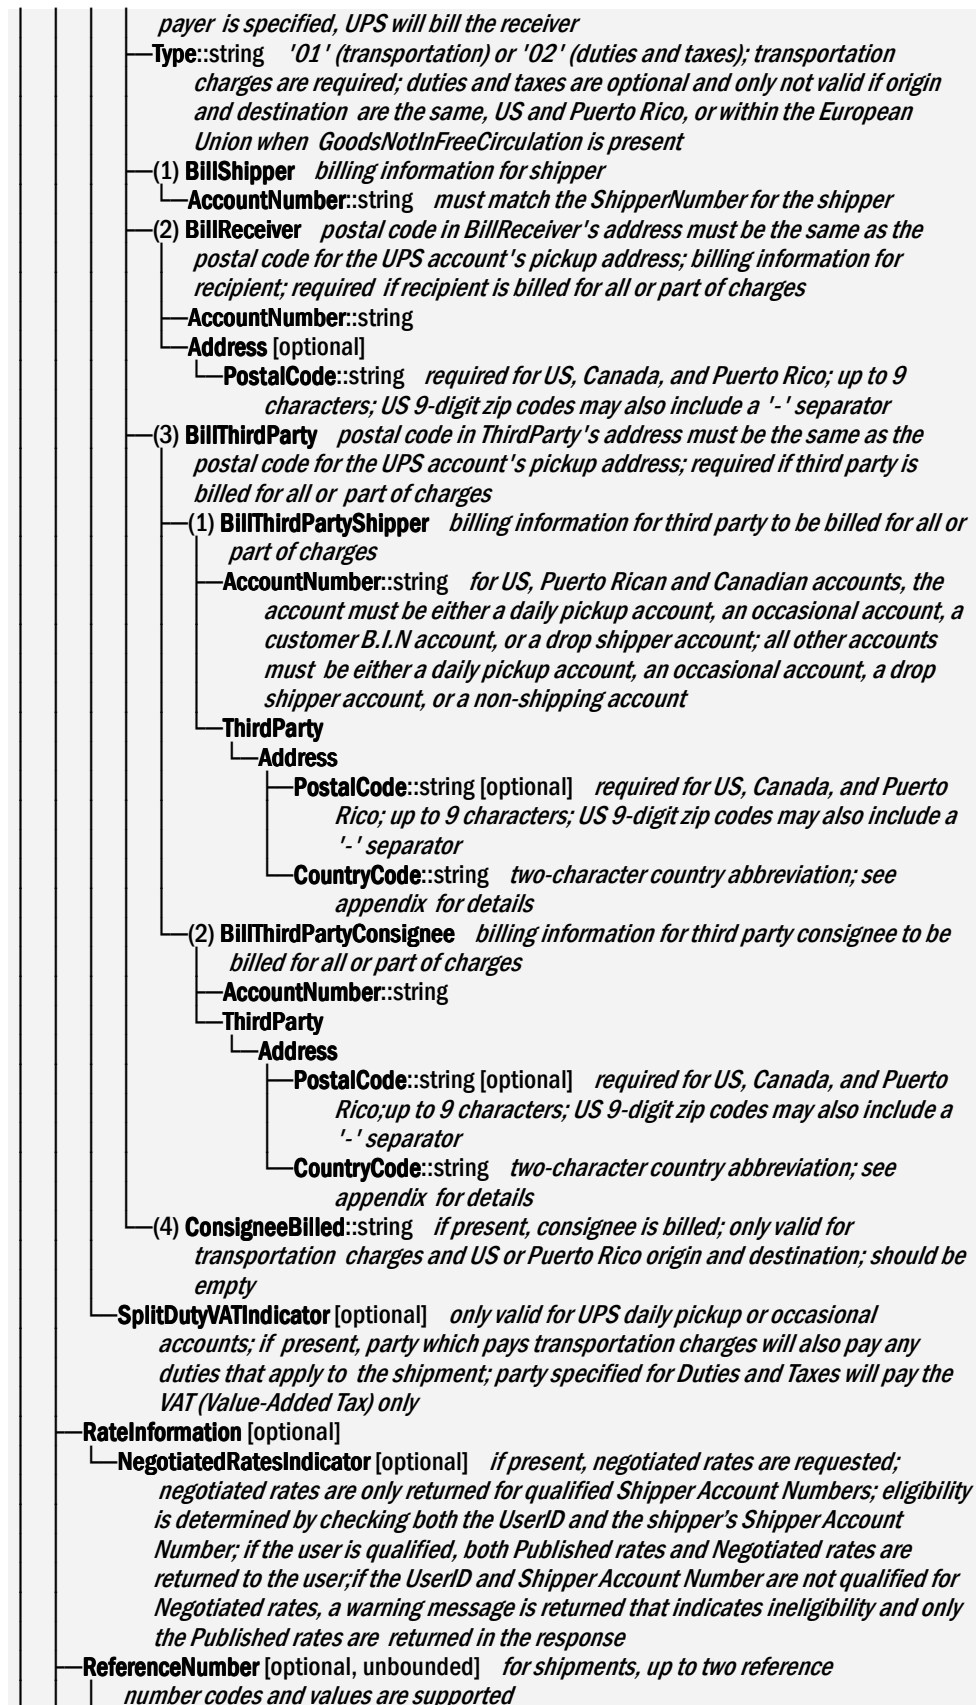 payer is specified, UPS will bill the receiver
Type::string '01' (transportation) or '02' (duties and taxes); transportation
charges are required; duties and taxes are optional and only not valid if origin
and destination are the same, US and Puerto Rico, or within the European
Union when GoodsNotInFreeCirculation is present
(1) BillShipper billing information for shipper
AccountNumber::string must match the ShipperNumber for the shipper
(2) BillReceiver postal code in BillReceiver's address must be the same as the
postal code for the UPS account's pickup address; billing information for
recipient; required if recipient is billed for all or part of charges
AccountNumber::string
Address [optional]
PostalCode::string required for US, Canada, and Puerto Rico; up to 9
characters; US 9-digit zip codes may also include a '-' separator
(3) BillThirdParty postal code in ThirdParty's address must be the same as the
postal code for the UPS account's pickup address; required if third party is
billed for all or part of charges
(1) BillThirdPartyShipper billing information for third party to be billed for all or
part of charges
AccountNumber::string for US, Puerto Rican and Canadian accounts, the
account must be either a daily pickup account, an occasional account, a
customer B.I.N account, or a drop shipper account; all other accounts
must be either a daily pickup account, an occasional account, a drop
shipper account, or a non-shipping account
ThirdParty
Address
PostalCode::string [optional] required for US, Canada, and Puerto
Rico; up to 9 characters; US 9-digit zip codes may also include a
'-' separator
CountryCode::string two-character country abbreviation; see
appendix for details
(2) BillThirdPartyConsignee billing information for third party consignee to be
billed for all or part of charges
AccountNumber::string
ThirdParty
Address
PostalCode::string [optional] required for US, Canada, and Puerto
Rico;up to 9 characters; US 9-digit zip codes may also include a
'-' separator
CountryCode::string two-character country abbreviation; see
appendix for details
(4) ConsigneeBilled::string if present, consignee is billed; only valid for
transportation charges and US or Puerto Rico origin and destination; should be
empty
SplitDutyVATIndicator [optional] only valid for UPS daily pickup or occasional
accounts; if present, party which pays transportation charges will also pay any
duties that apply to the shipment; party specified for Duties and Taxes will pay the
VAT (Value-Added Tax) only
RateInformation [optional]
NegotiatedRatesIndicator [optional] if present, negotiated rates are requested;
negotiated rates are only returned for qualified Shipper Account Numbers; eligibility
is determined by checking both the UserID and the shipper's Shipper Account
Number; if the user is qualified, both Published rates and Negotiated rates are
returned to the user;if the UserID and Shipper Account Number are not qualified for
Negotiated rates, a warning message is returned that indicates ineligibility and only
the Published rates are returned in the response
ReferenceNumber [optional, unbounded] for shipments, up to two reference
number codes and values are supported